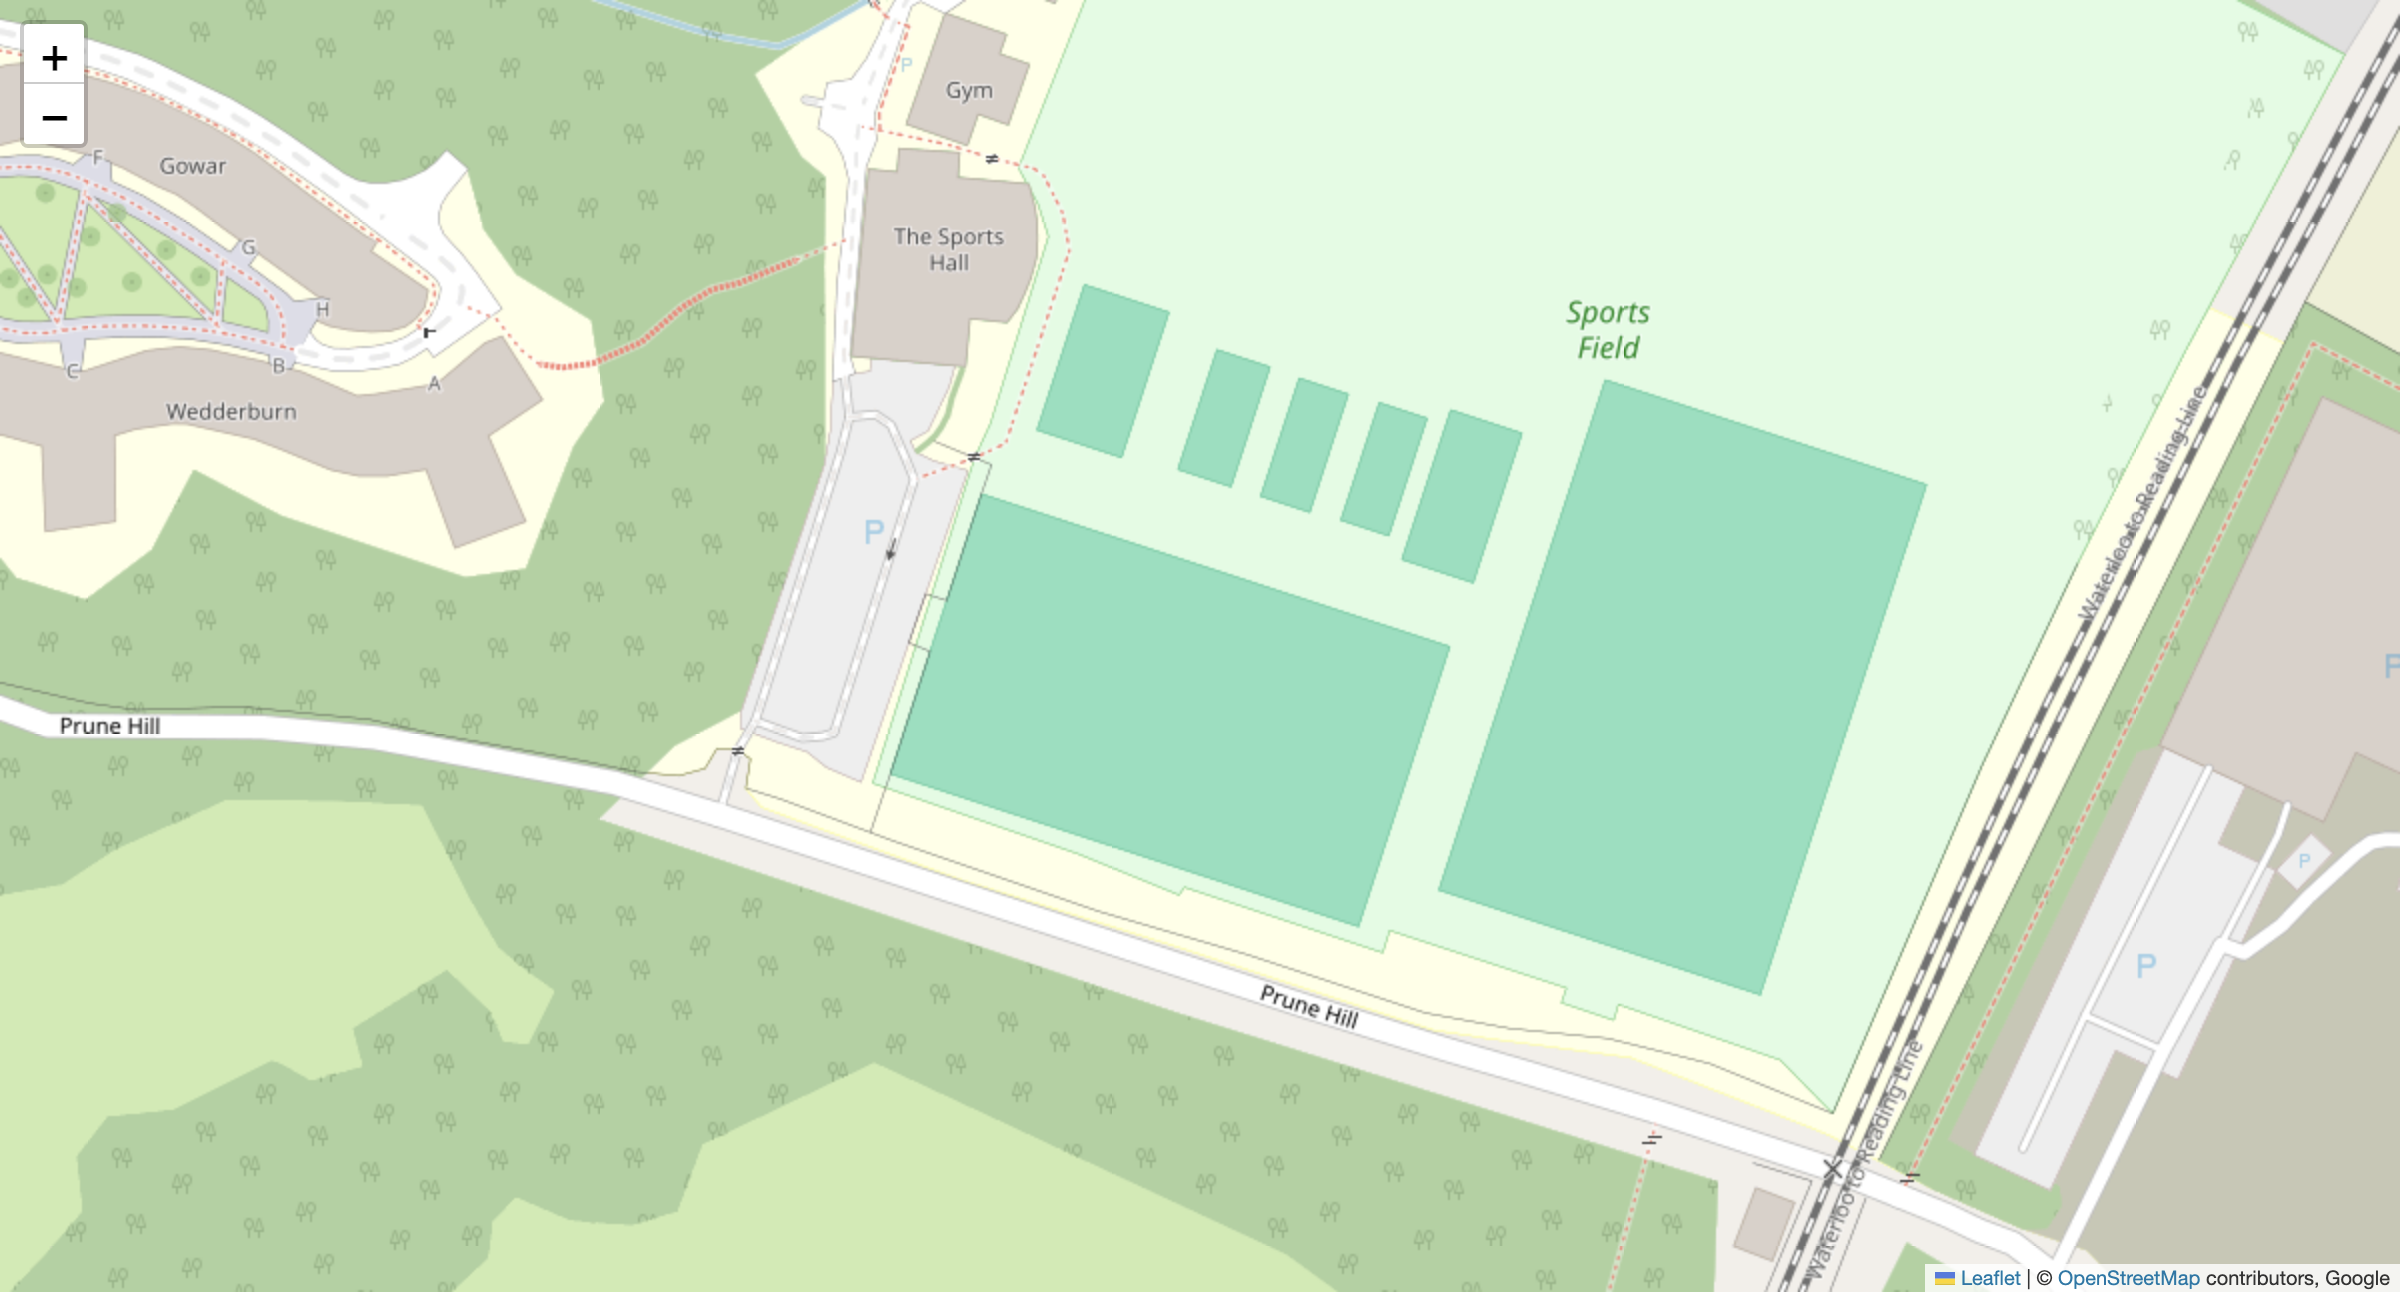 +
−
P
Gym
F
Gowar
The Sports
Hall
G
H
Sports
Field
C
B
A
Wedderburn
P
Waterloo to Reading Line
P
Prune Hill
P
P
Prune Hill
Waterloo to Reading Line
Leaflet | © OpenStreetMap contributors, Google